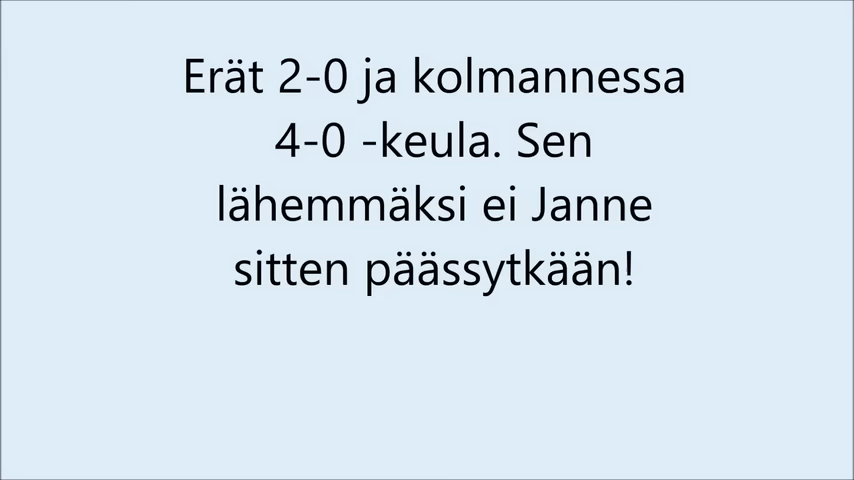 Erät 2-0 ja kolmannessa
4-0 -keula. Sen
lähemmäksi ei Janne
sitten päässytkään!